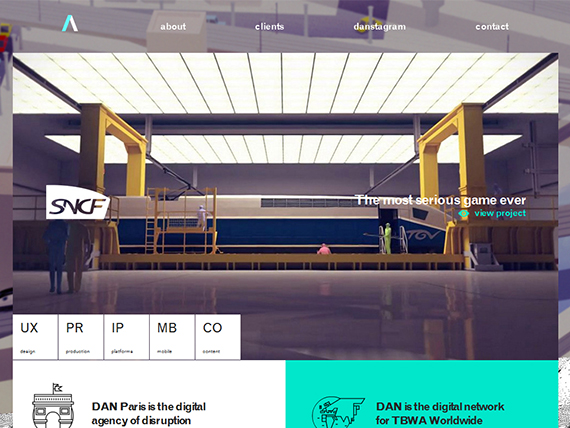 about clients danstagram contact
The most serious game ever
view project
SNCF
TGV
UX PR IP MB CO
design production platforms mobile content
DAN Paris is the digital
agency of disruption
DAN is the digital network
for TBWA Worldwide